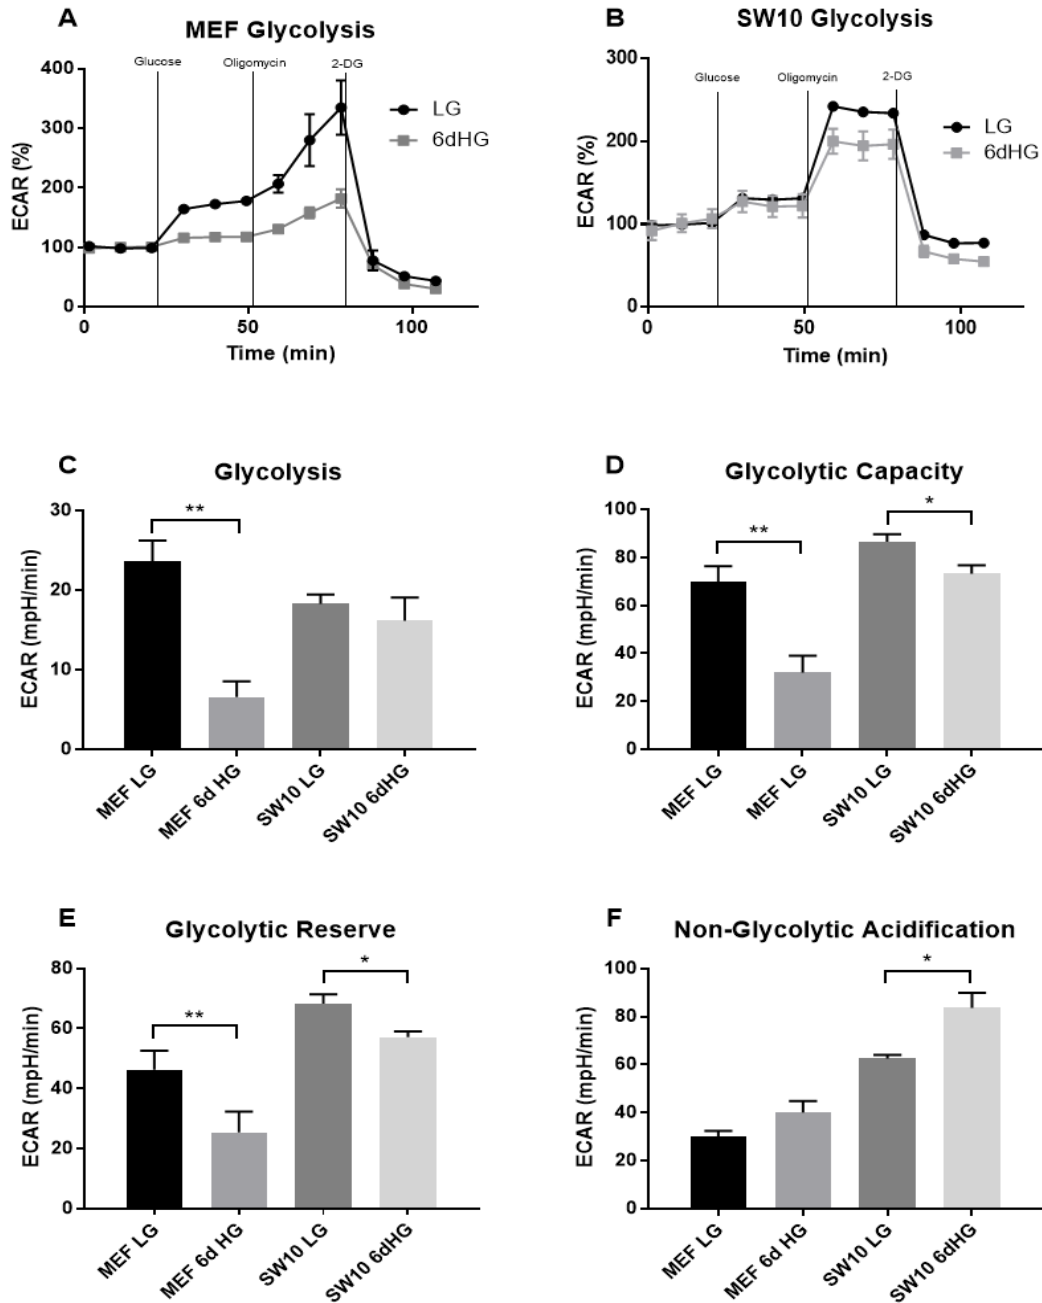 A
MEF Glycolysis
Glucose
Oligomycin
2-DG
400
300
200
100
0
ECAR (%)
LG
6dHG
0
50
100
Time (min)
B
SW10 Glycolysis
Glucose
Oligomycin
2-DG
300
200
100
0
ECAR (%)
LG
6dHG
0
50
100
Time (min)
C
Glycolysis
30
20
10
0
ECAR (mpH/min)
**
MEF LG
MEF 6d HG
SW10 LG
SW10 6dHG
D
Glycolytic Capacity
100
80
60
40
20
0
ECAR (mpH/min)
**
*
MEF LG
MEF LG
SW10 LG
SW10 6dHG
E
Glycolytic Reserve
80
60
40
20
0
ECAR (mpH/min)
**
*
MEF LG
MEF 6d HG
SW10 LG
SW10 6dHG
F
Non-Glycolytic Acidification
100
80
60
40
20
0
ECAR (mpH/min)
*
MEF LG
MEF 6d HG
SW10 LG
SW10 6dHG